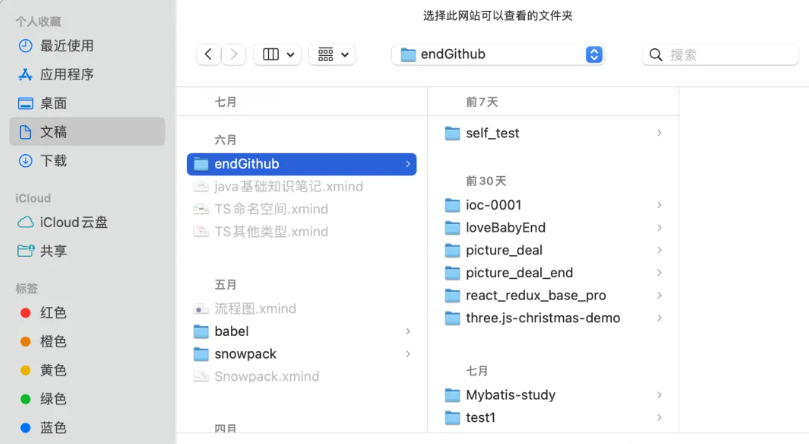 选择此网站可以查看的文件夹
个人收藏
最近使用
应用程序
桌面
文稿
下载
iCloud
iCloud云盘
共享
标签
红色
橙色
黄色
绿色
蓝色
endGithub
搜索
七月
六月
endGithub
java基础知识笔记.xmind
TS命名空间.xmind
TS其他类型.xmind
五月
流程图.xmind
babel
snowpack
Snowpack.xmind
四月
前7天
self_test
前30天
ioc-0001
loveBabyEnd
picture_deal
picture_deal_end
react_redux_base_pro
three.js-christmas-demo
七月
Mybatis-study
test1